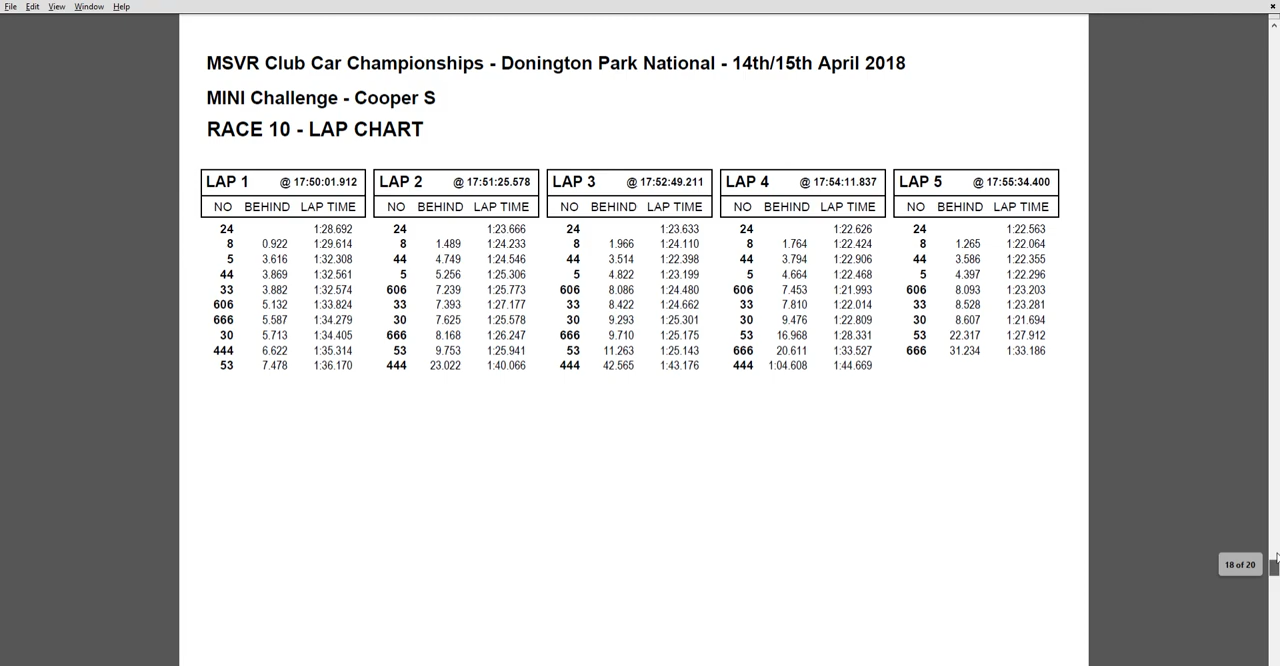 File Edit View Window Help ×
MSVR Club Car Championships - Donington Park National - 14th/15th April 2018
MINI Challenge - Cooper S
RACE 10 - LAP CHART
LAP 1 @ 17:50:01.912 LAP 2 @ 17:51:25.578 LAP 3 @ 17:52:49.211 LAP 4 @ 17:54:11.837 LAP 5 @ 17:55:34.400
NO BEHIND LAP TIME NO BEHIND LAP TIME NO BEHIND LAP TIME NO BEHIND LAP TIME NO BEHIND LAP TIME
24 1:28.692 24 1:23.666 24 1:23.633 24 1:22.626 24 1:22.563
8 0.922 1:29.614 8 1.489 1:24.233 8 1.966 1:24.110 8 1.764 1:22.424 8 1.265 1:22.064
5 3.616 1:32.308 44 4.749 1:24.546 44 3.514 1:22.398 44 3.794 1:22.906 44 3.586 1:22.355
44 3.869 1:32.561 5 5.256 1:25.306 5 4.822 1:23.199 5 4.664 1:22.468 5 4.397 1:22.296
33 3.882 1:32.574 606 7.239 1:25.773 606 8.086 1:24.480 606 7.453 1:21.993 606 8.093 1:23.203
606 5.132 1:33.824 33 7.393 1:27.177 33 8.422 1:24.662 33 7.810 1:22.014 33 8.528 1:23.281
666 5.587 1:34.279 30 7.625 1:25.578 30 9.293 1:25.301 30 9.476 1:22.809 30 8.607 1:21.694
30 5.713 1:34.405 666 8.168 1:26.247 666 9.710 1:25.175 53 16.968 1:28.331 53 22.317 1:27.912
444 6.622 1:35.314 53 9.753 1:25.941 53 11.263 1:25.143 666 20.611 1:33.527 666 31.234 1:33.186
53 7.478 1:36.170 444 23.022 1:40.066 444 42.565 1:43.176 444 1:04.608 1:44.669
18 of 20